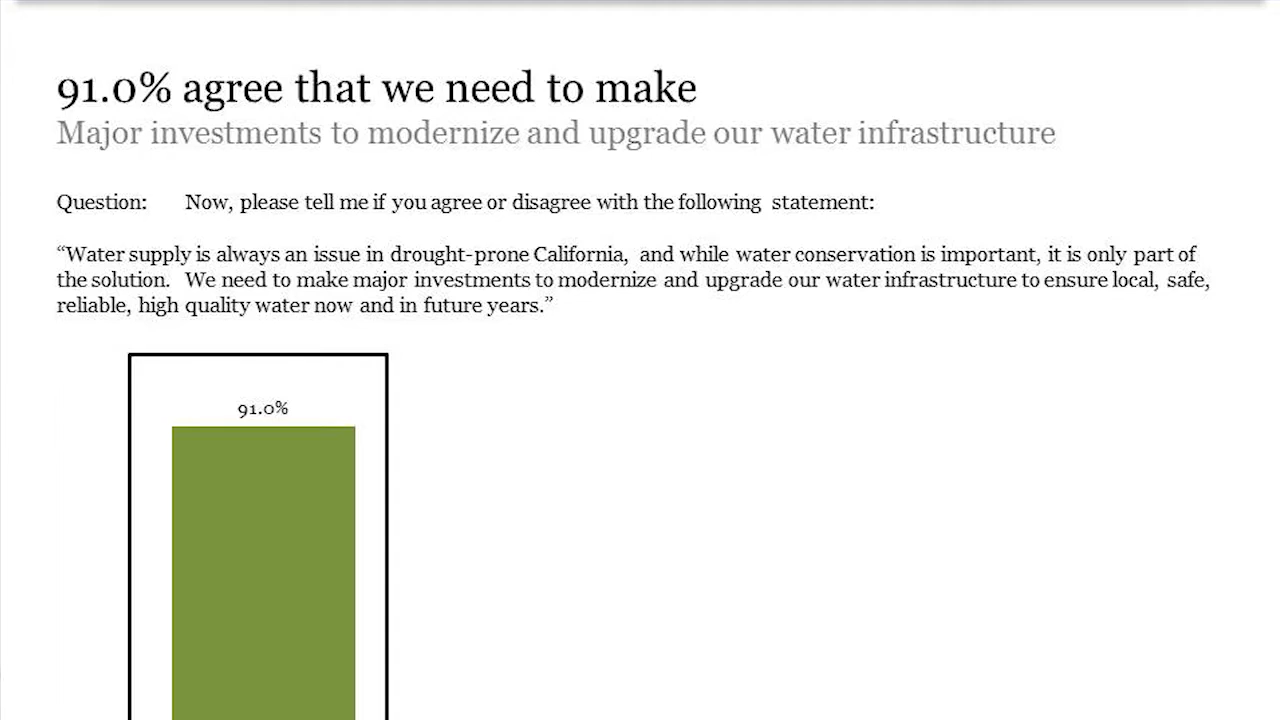 91.0% agree that we need to make
Major investments to modernize and upgrade our water infrastructure
Question: Now, please tell me if you agree or disagree with the following statement:
“Water supply is always an issue in drought-prone California, and while water conservation is important, it is only part of
the solution. We need to make major investments to modernize and upgrade our water infrastructure to ensure local, safe,
reliable, high quality water now and in future years.”
91.0%